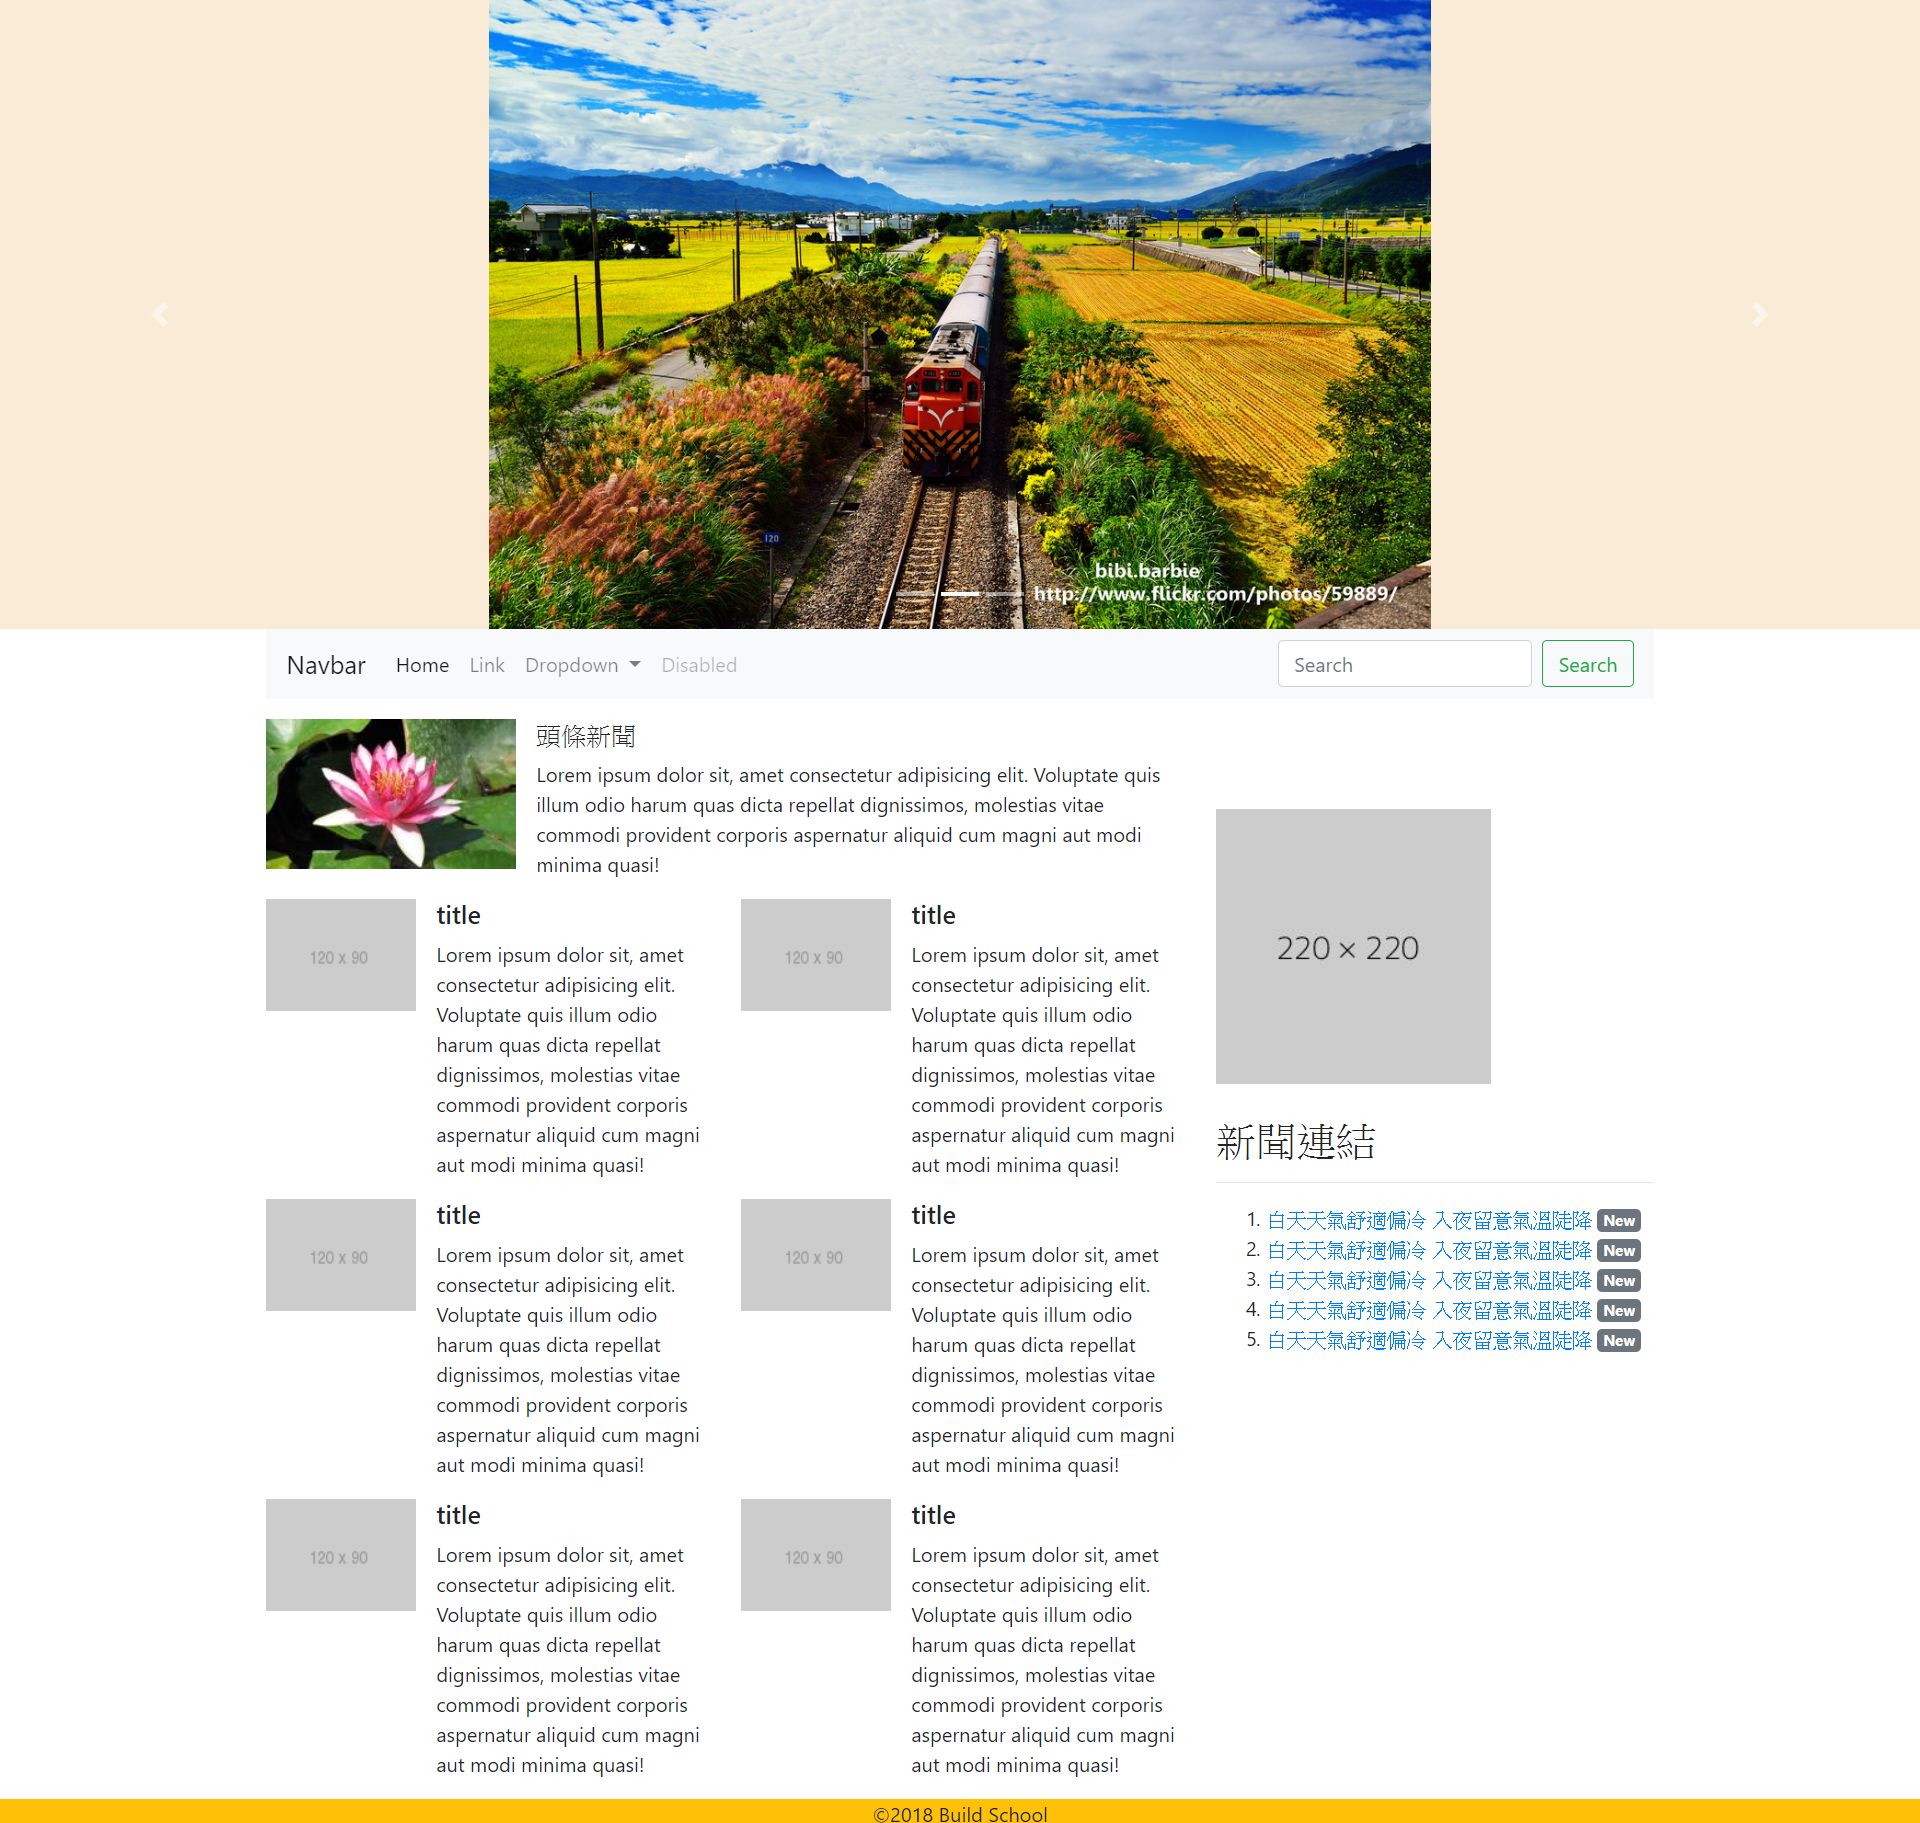 120
bibi.barbie
http://www.flickr.com/photos/59889/
Navbar
Home
Link
Dropdown
Disabled
Search
Search
頭條新聞
Lorem ipsum dolor sit, amet consectetur adipisicing elit. Voluptate quis
illum odio harum quas dicta repellat dignissimos, molestias vitae
commodi provident corporis aspernatur aliquid cum magni aut modi
minima quasi!
120 x 90
title
Lorem ipsum dolor sit, amet
consectetur adipisicing elit.
Voluptate quis illum odio
harum quas dicta repellat
dignissimos, molestias vitae
commodi provident corporis
aspernatur aliquid cum magni
aut modi minima quasi!
120 x 90
title
Lorem ipsum dolor sit, amet
consectetur adipisicing elit.
Voluptate quis illum odio
harum quas dicta repellat
dignissimos, molestias vitae
commodi provident corporis
aspernatur aliquid cum magni
aut modi minima quasi!
120 x 90
title
Lorem ipsum dolor sit, amet
consectetur adipisicing elit.
Voluptate quis illum odio
harum quas dicta repellat
dignissimos, molestias vitae
commodi provident corporis
aspernatur aliquid cum magni
aut modi minima quasi!
120 x 90
title
Lorem ipsum dolor sit, amet
consectetur adipisicing elit.
Voluptate quis illum odio
harum quas dicta repellat
dignissimos, molestias vitae
commodi provident corporis
aspernatur aliquid cum magni
aut modi minima quasi!
120 x 90
title
Lorem ipsum dolor sit, amet
consectetur adipisicing elit.
Voluptate quis illum odio
harum quas dicta repellat
dignissimos, molestias vitae
commodi provident corporis
aspernatur aliquid cum magni
aut modi minima quasi!
120 x 90
title
Lorem ipsum dolor sit, amet
consectetur adipisicing elit.
Voluptate quis illum odio
harum quas dicta repellat
dignissimos, molestias vitae
commodi provident corporis
aspernatur aliquid cum magni
aut modi minima quasi!
220 × 220
新聞連結
1. 白天天氣舒適偏冷 入夜留意氣溫陡降 New
2. 白天天氣舒適偏冷 入夜留意氣溫陡降 New
3. 白天天氣舒適偏冷 入夜留意氣溫陡降 New
4. 白天天氣舒適偏冷 入夜留意氣溫陡降 New
5. 白天天氣舒適偏冷 入夜留意氣溫陡降 New
©2018 Build School